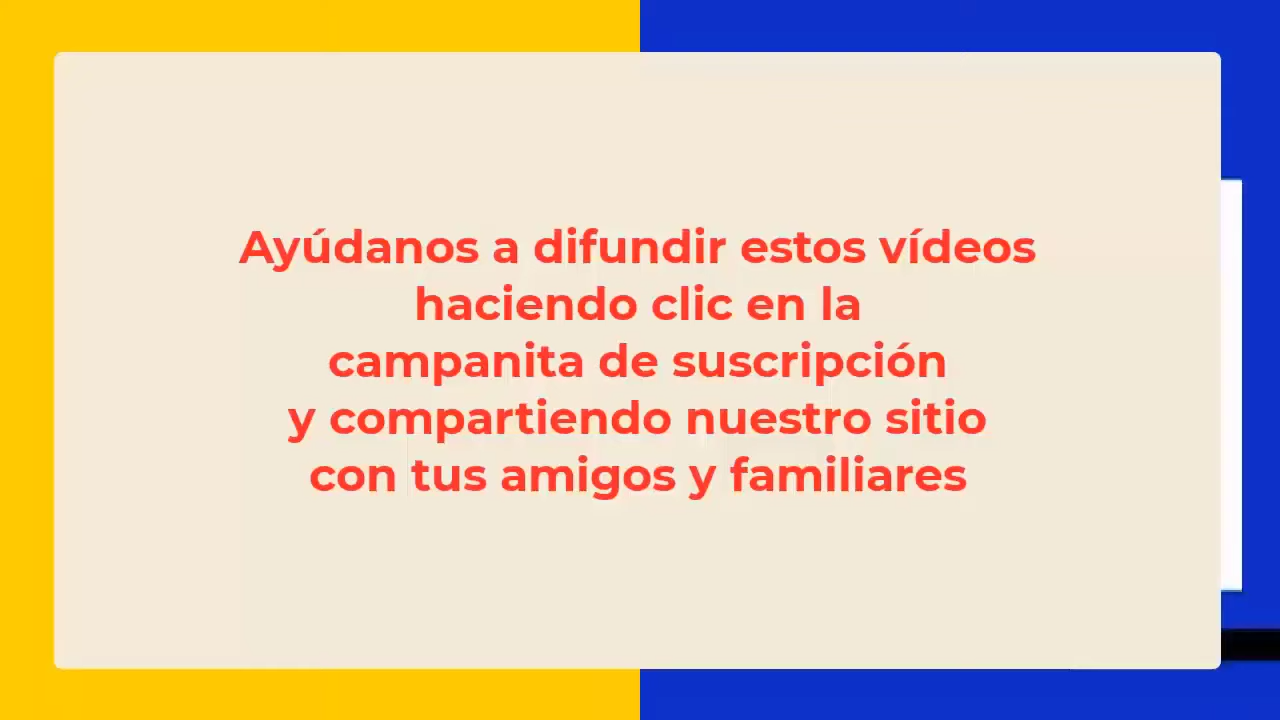 Ayúdanos a difundir estos vídeos
haciendo clic en la
campanita de suscripción
y compartiendo nuestro sitio
con tus amigos y familiares